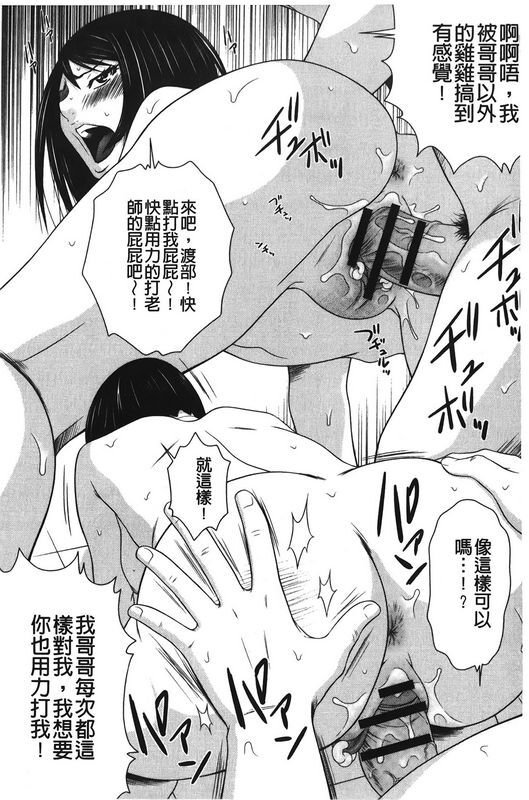 啊啊唔，我
被哥哥以外
的雞雞搞到
有感覺！
來吧，渡部！快
點打我屁屁～！
快點用力的打老
師的屁屁吧～！
ヂュボッ
ヂュボッ
ヂュボッ
ヂュ
就這樣！
像這樣可以
嗎…！？
パァンッ
パァンッ
我哥哥每次都這
樣對我，我想要
你也用力打我！